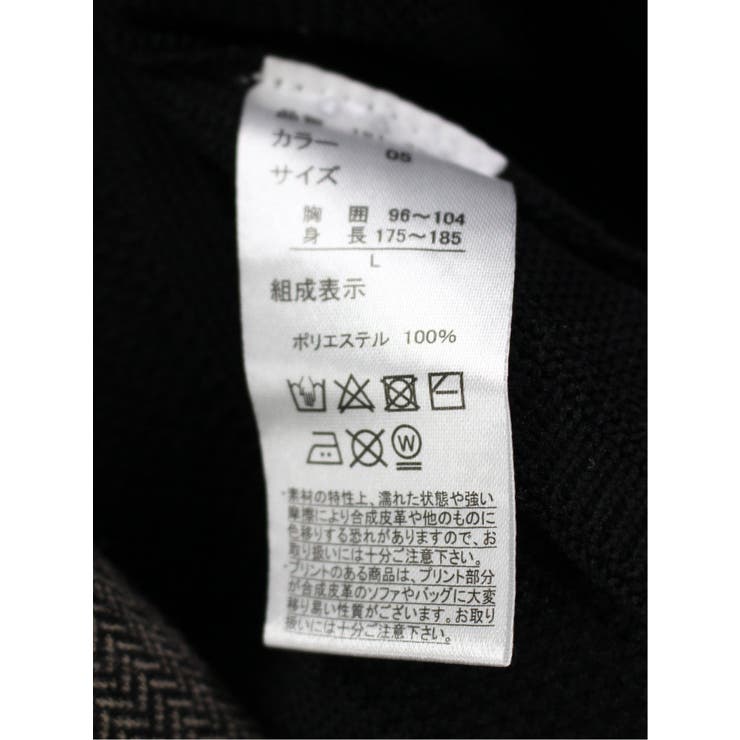 カラー 05
サイズ
胸 囲 96~104
身 長 175~185
L
組成表示
ポリエステル 100%
W
・素材の特性上、濡れた状態や強い
摩擦により合成皮革や他のものに
色移りする恐れがありますので、お
取り扱いには十分ご注意下さい。
・プリントのある商品は、プリント部分
が合成皮革のソファやバッグに大変
移り易い性質がございます。お取り
扱いには十分ご注意下さい。